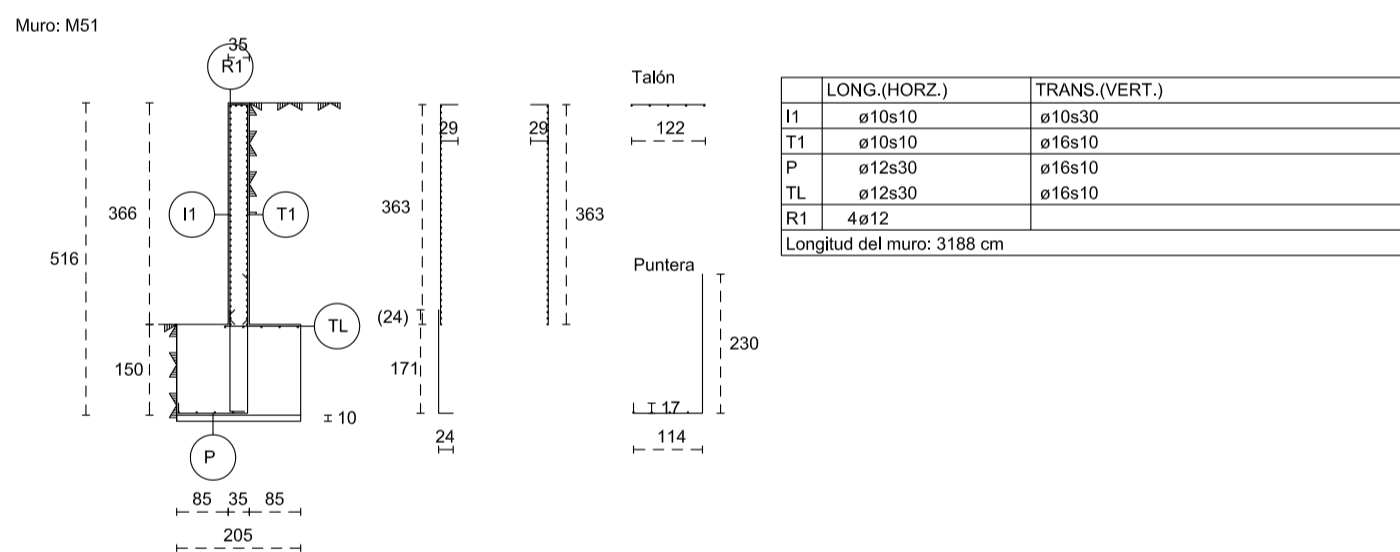 Muro: M51
35
R1
I1
T1
TL
P
516
366
150
10
85 35 85
205
29
363
(24)
171
24
29
363
Talón
122
Puntera
230
17
114
LONG.(HORZ.) TRANS.(VERT.)
I1 ø10s10 ø10s30
T1 ø10s10 ø16s10
P ø12s30 ø16s10
TL ø12s30 ø16s10
R1 4ø12
Longitud del muro: 3188 cm